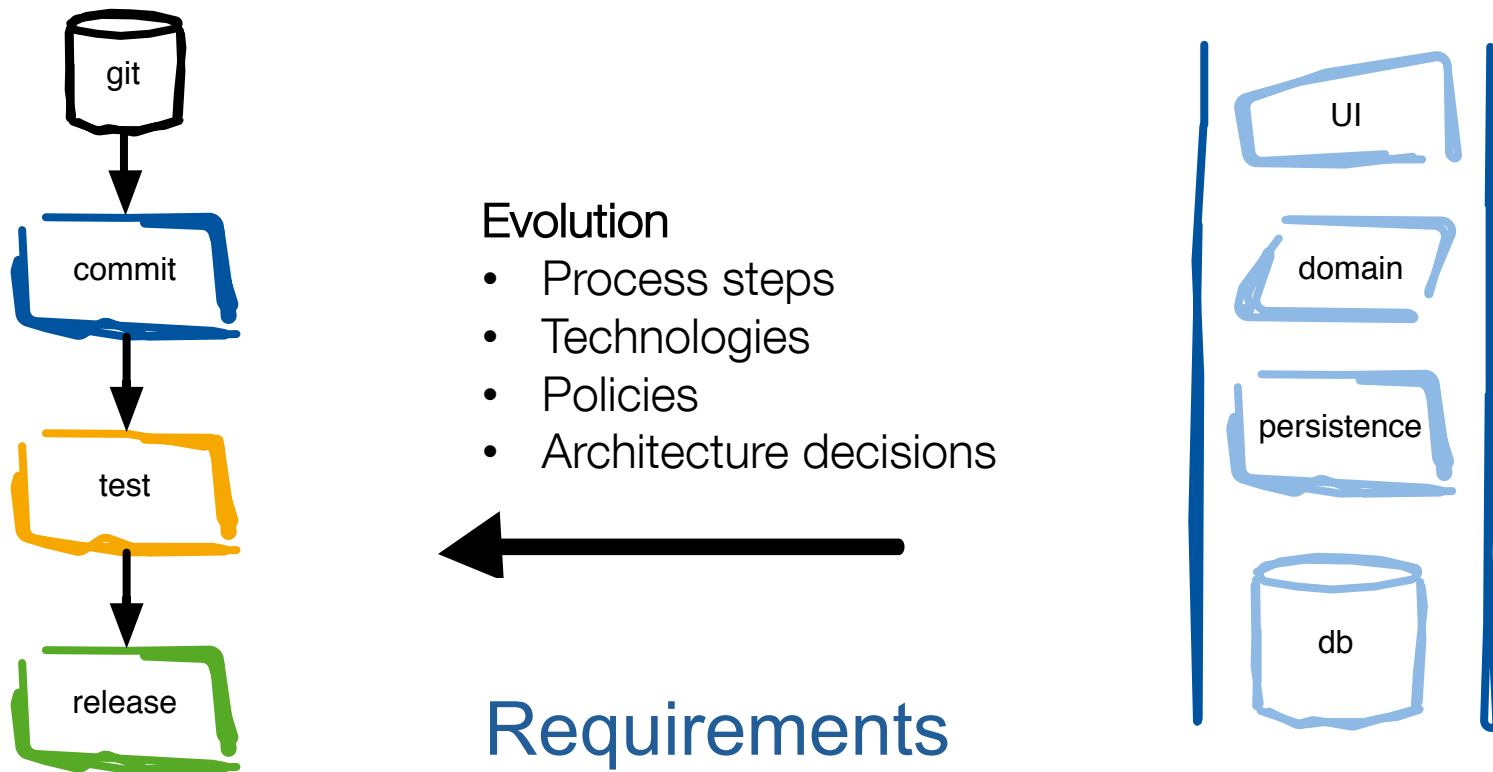 git
commit
test
release
Evolution
• Process steps
• Technologies
• Policies
• Architecture decisions
Requirements
UI
domain
persistence
db